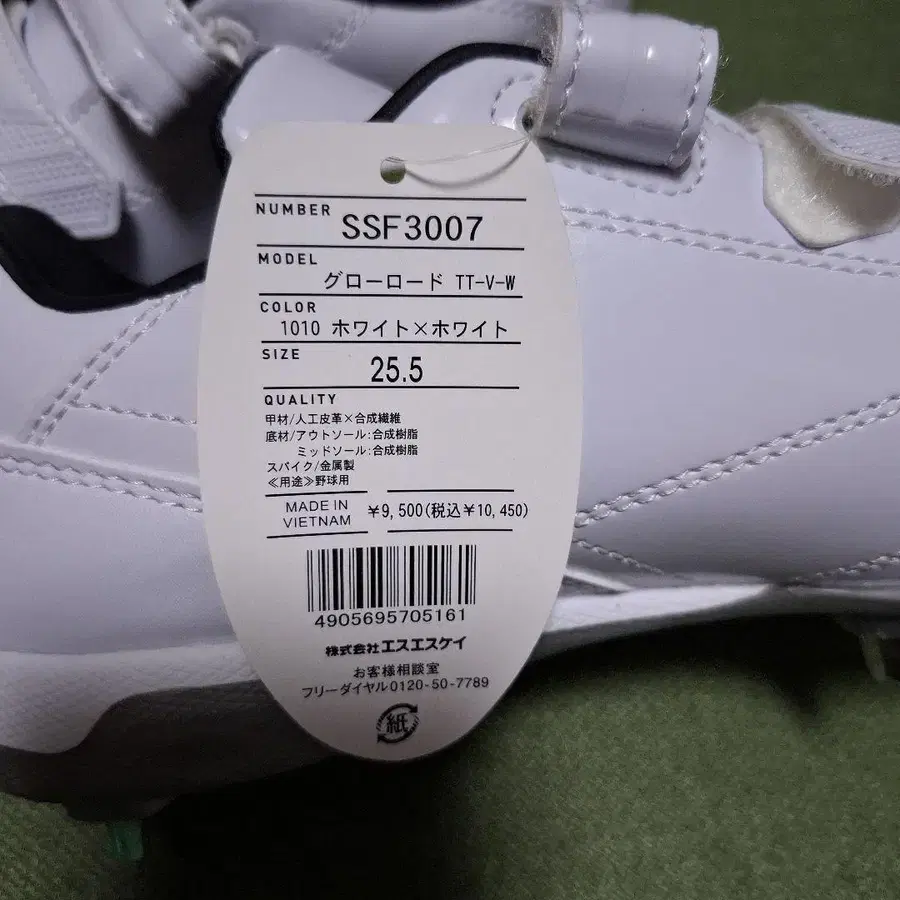 NUMBER SSF3007
MODEL
グローロード TT-V-W
COLOR
1010 ホワイト×ホワイト
SIZE
25.5
QUALITY
甲材/人工皮革×合成繊維
底材/アウトソール:合成樹脂
ミッドソール:合成樹脂
スパイク/金属製
≪用途≫野球用
MADE IN
VIETNAM
¥9,500(税込¥10,450)
4905695705161
株式会社エスエスケイ
お客様相談室
フリーダイヤル0120-50-7789
紙